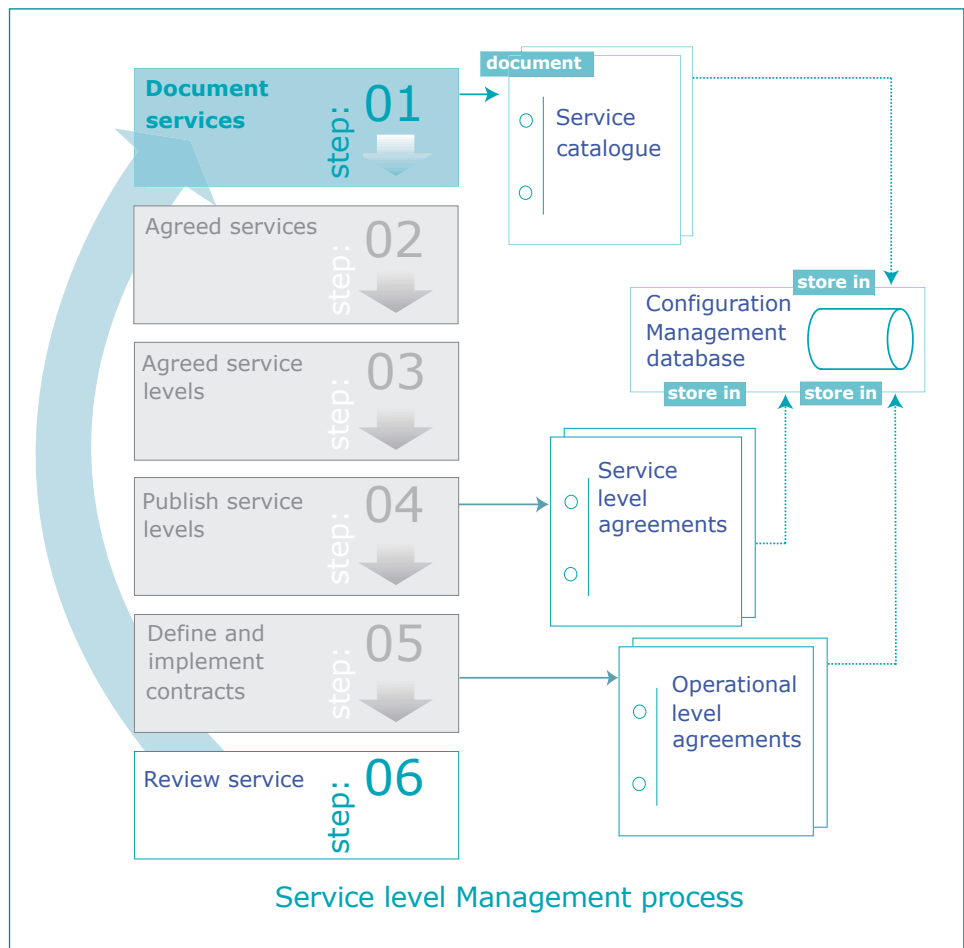 document
Document
services
step:
01
Service
catalogue
Agreed services
step:
02
store in
Configuration
Management
database
store in
store in
Agreed service
levels
step:
03
Service
level
agreements
Publish service
levels
step:
04
Define and
implement
contracts
step:
05
Operational
level
agreements
Review service
step:
06
Service level Management process